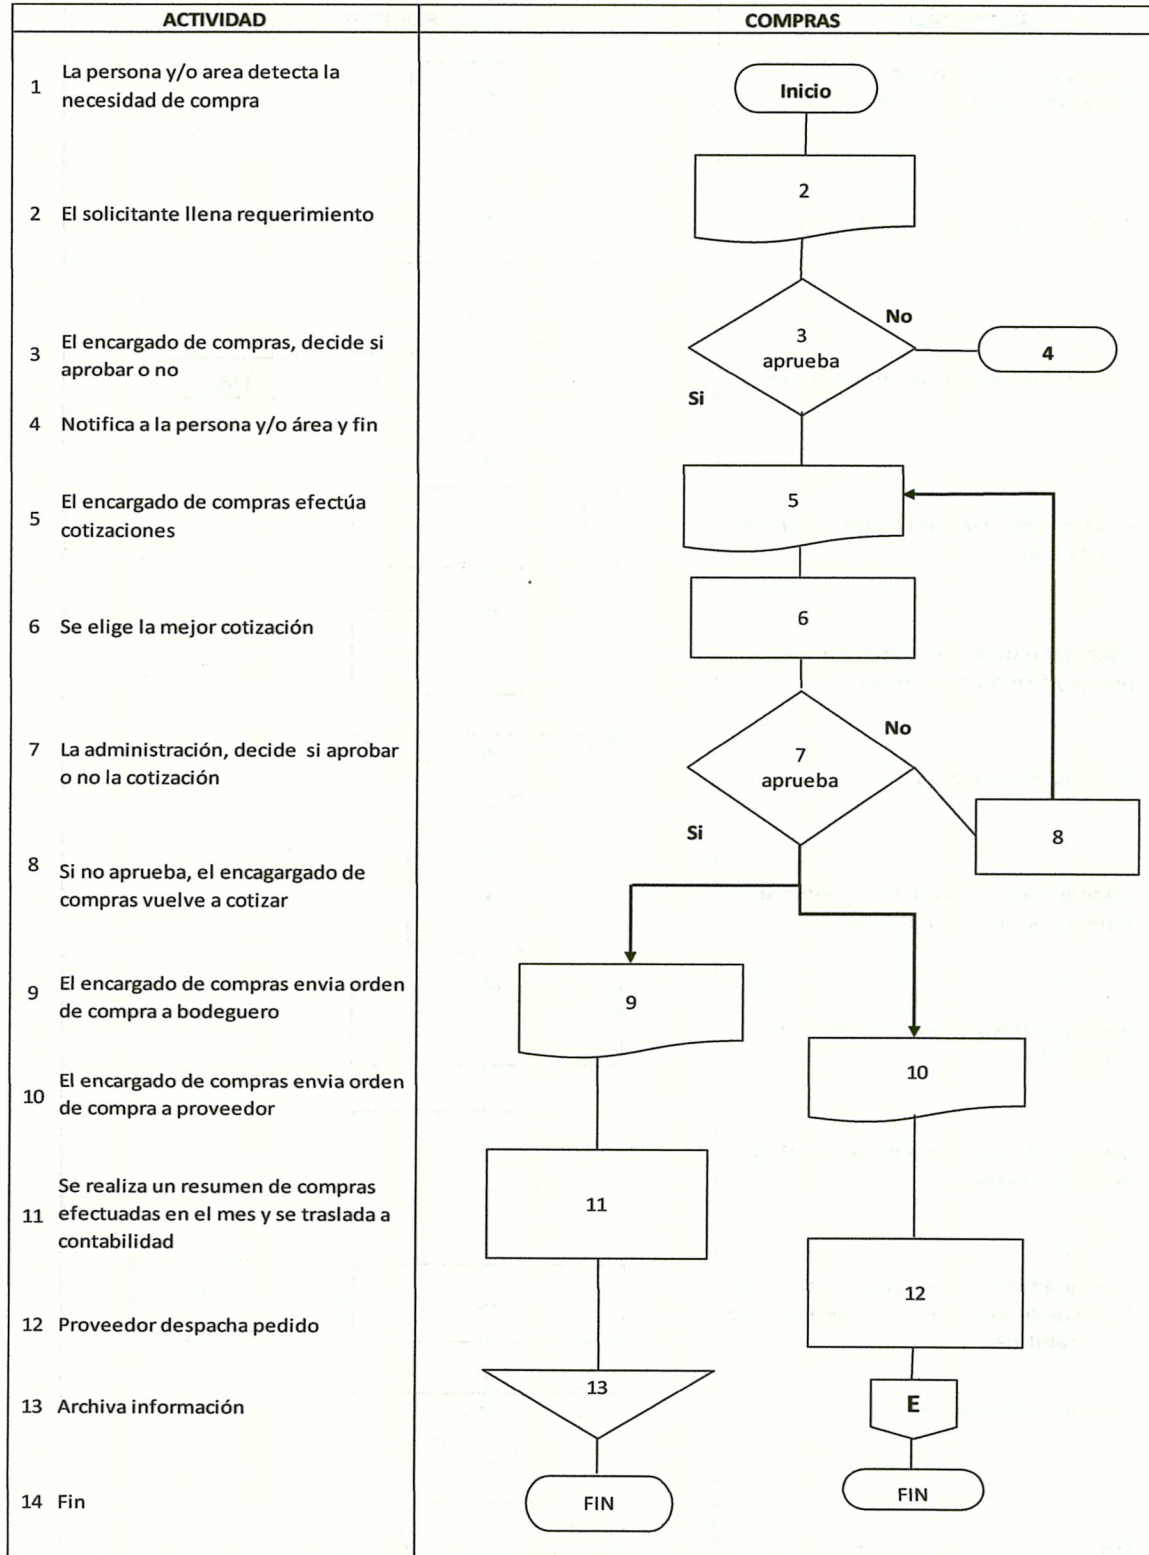 ACTIVIDAD
COMPRAS
1 La persona y/o area detecta la
necesidad de compra
2 El solicitante llena requerimiento
3 El encargado de compras, decide si
aprobar o no
4 Notifica a la persona y/o área y fin
5 El encargado de compras efectúa
cotizaciones
6 Se elige la mejor cotización
7 La administración, decide si aprobar
o no la cotización
8 Si no aprueba, el encagargado de
compras vuelve a cotizar
9 El encargado de compras envia orden
de compra a bodeguero
10 El encargado de compras envia orden
de compra a proveedor
11 Se realiza un resumen de compras
efectuadas en el mes y se traslada a
contabilidad
12 Proveedor despacha pedido
13 Archiva información
14 Fin
Inicio
2
3
aprueba
No
4
Si
5
6
7
aprueba
No
8
Si
9
10
11
12
13
E
FIN
FIN